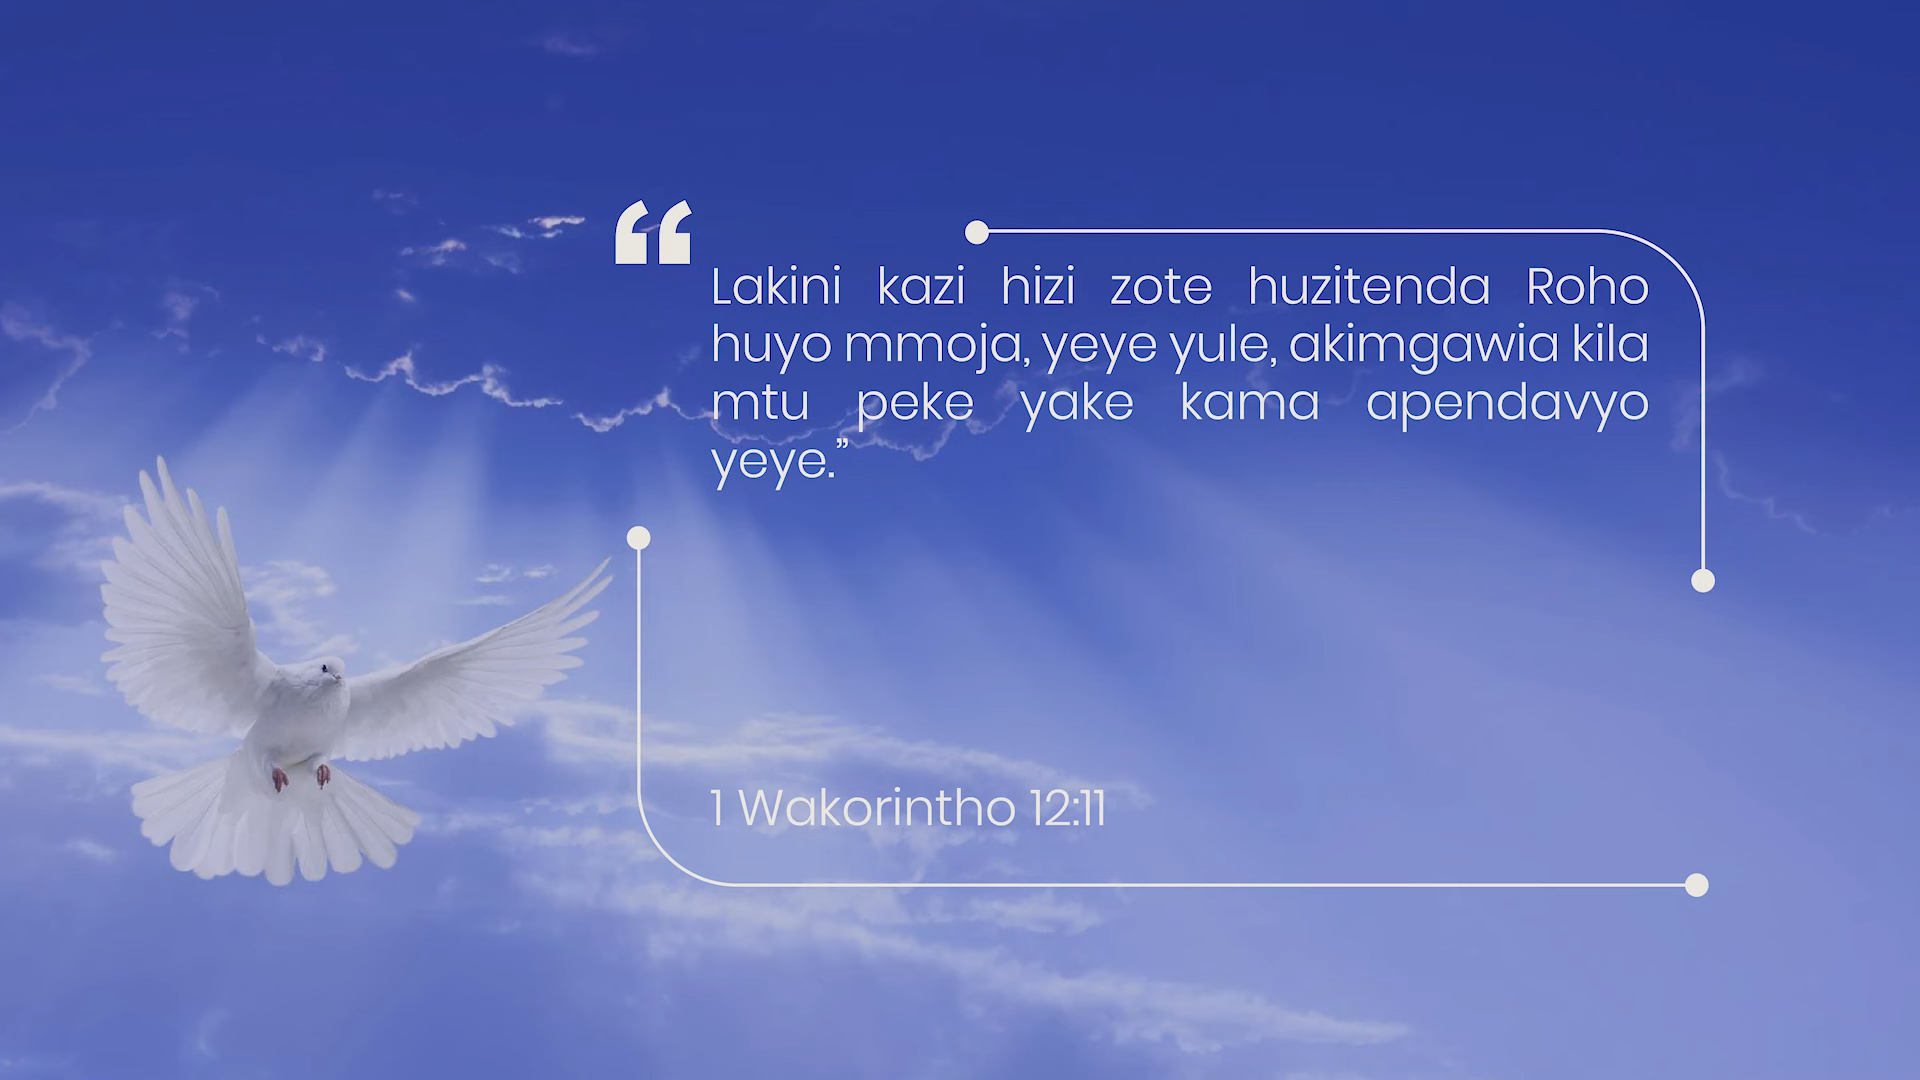 “Lakini kazi hizi zote huzitenda Roho
huyo mmoja, yeye yule, akimgawia kila
mtu peke yake kama apendavyo
yeye.”
1 Wakorintho 12:11